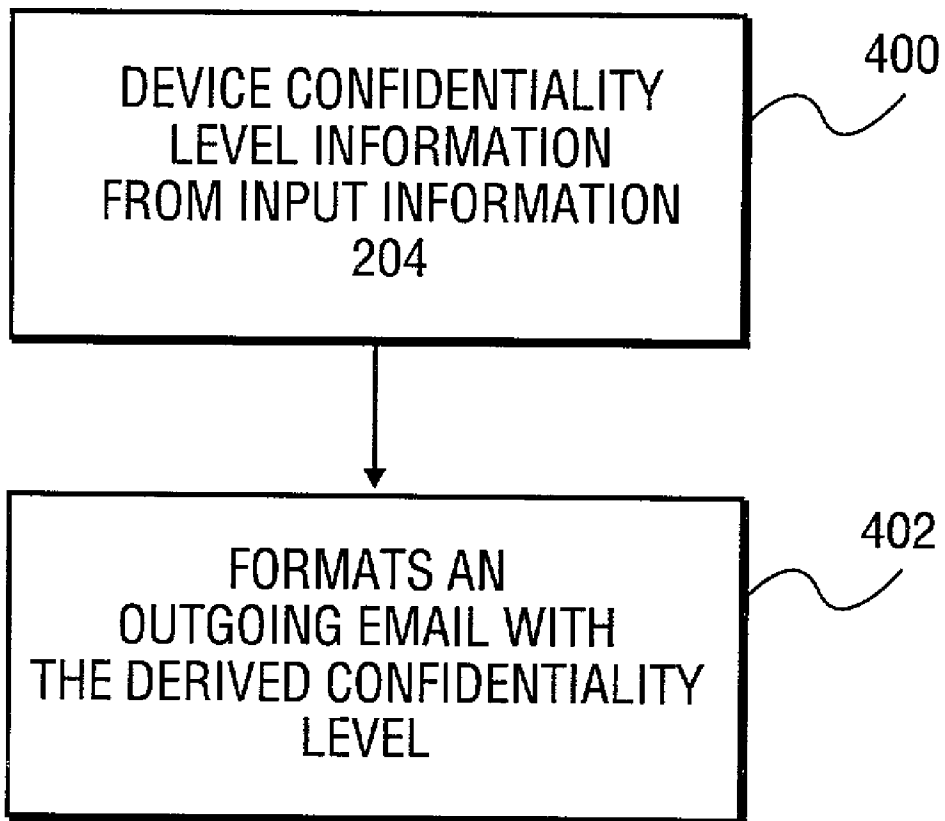 DEVICE CONFIDENTIALITY
LEVEL INFORMATION
FROM INPUT INFORMATION
204
400
FORMATS AN
OUTGOING EMAIL WITH
THE DERIVED CONFIDENTIALITY
LEVEL
402